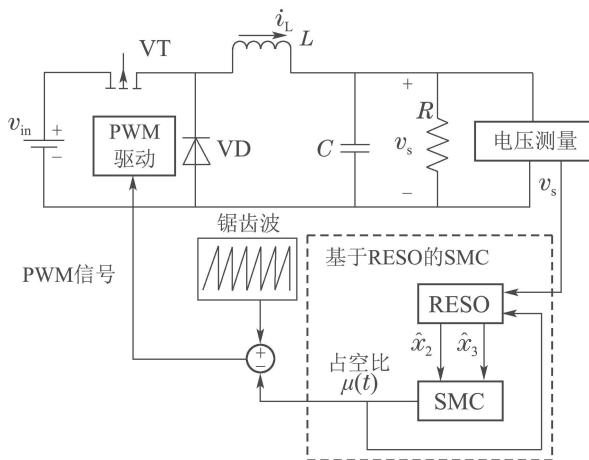 VT
i_L
L
v_in
+
−
PWM
驱动
VD
C
+
v_s
−
R
电压测量
v_s
锯齿波
PWM信号
基于RESO的SMC
RESO
x̂_2
x̂_3
+
−
占空比
μ(t)
SMC